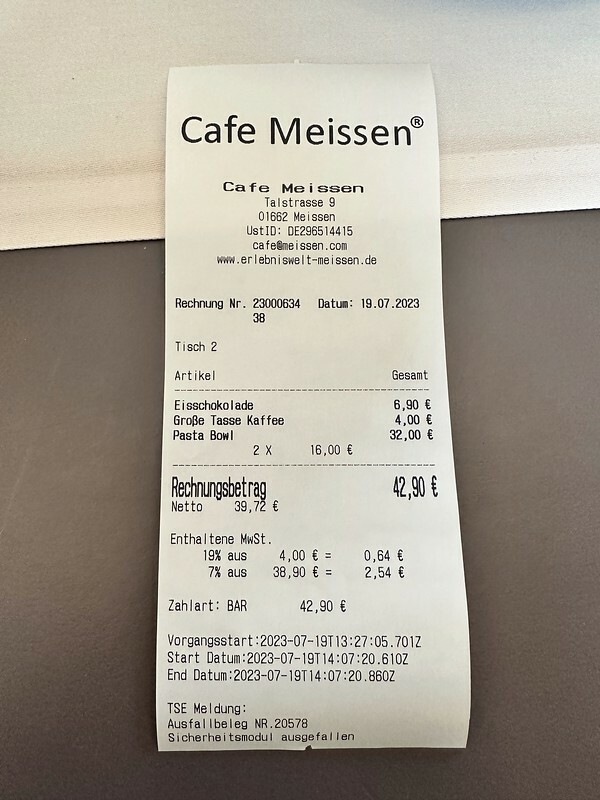 Cafe Meissen®
Cafe Meissen
Talstrasse 9
01662 Meissen
UstID: DE296514415
cafe@meissen.com
www.erlebniswelt-meissen.de
Rechnung Nr. 23000634 Datum: 19.07.2023
38
Tisch 2
Artikel Gesamt
Eisschokolade 6,90 €
Große Tasse Kaffee 4,00 €
Pasta Bowl 32,00 €
2 X 16,00 €
Rechnungsbetrag 42,90 €
Netto 39,72 €
Enthaltene MwSt.
19% aus 4,00 € = 0,64 €
7% aus 38,90 € = 2,54 €
Zahlart: BAR 42,90 €
Vorgangsstart:2023-07-19T13:27:05.701Z
Start Datum:2023-07-19T14:07:20.610Z
End Datum:2023-07-19T14:07:20.860Z
TSE Meldung:
Ausfallbeleg NR.20578
Sicherheitsmodul ausgefallen